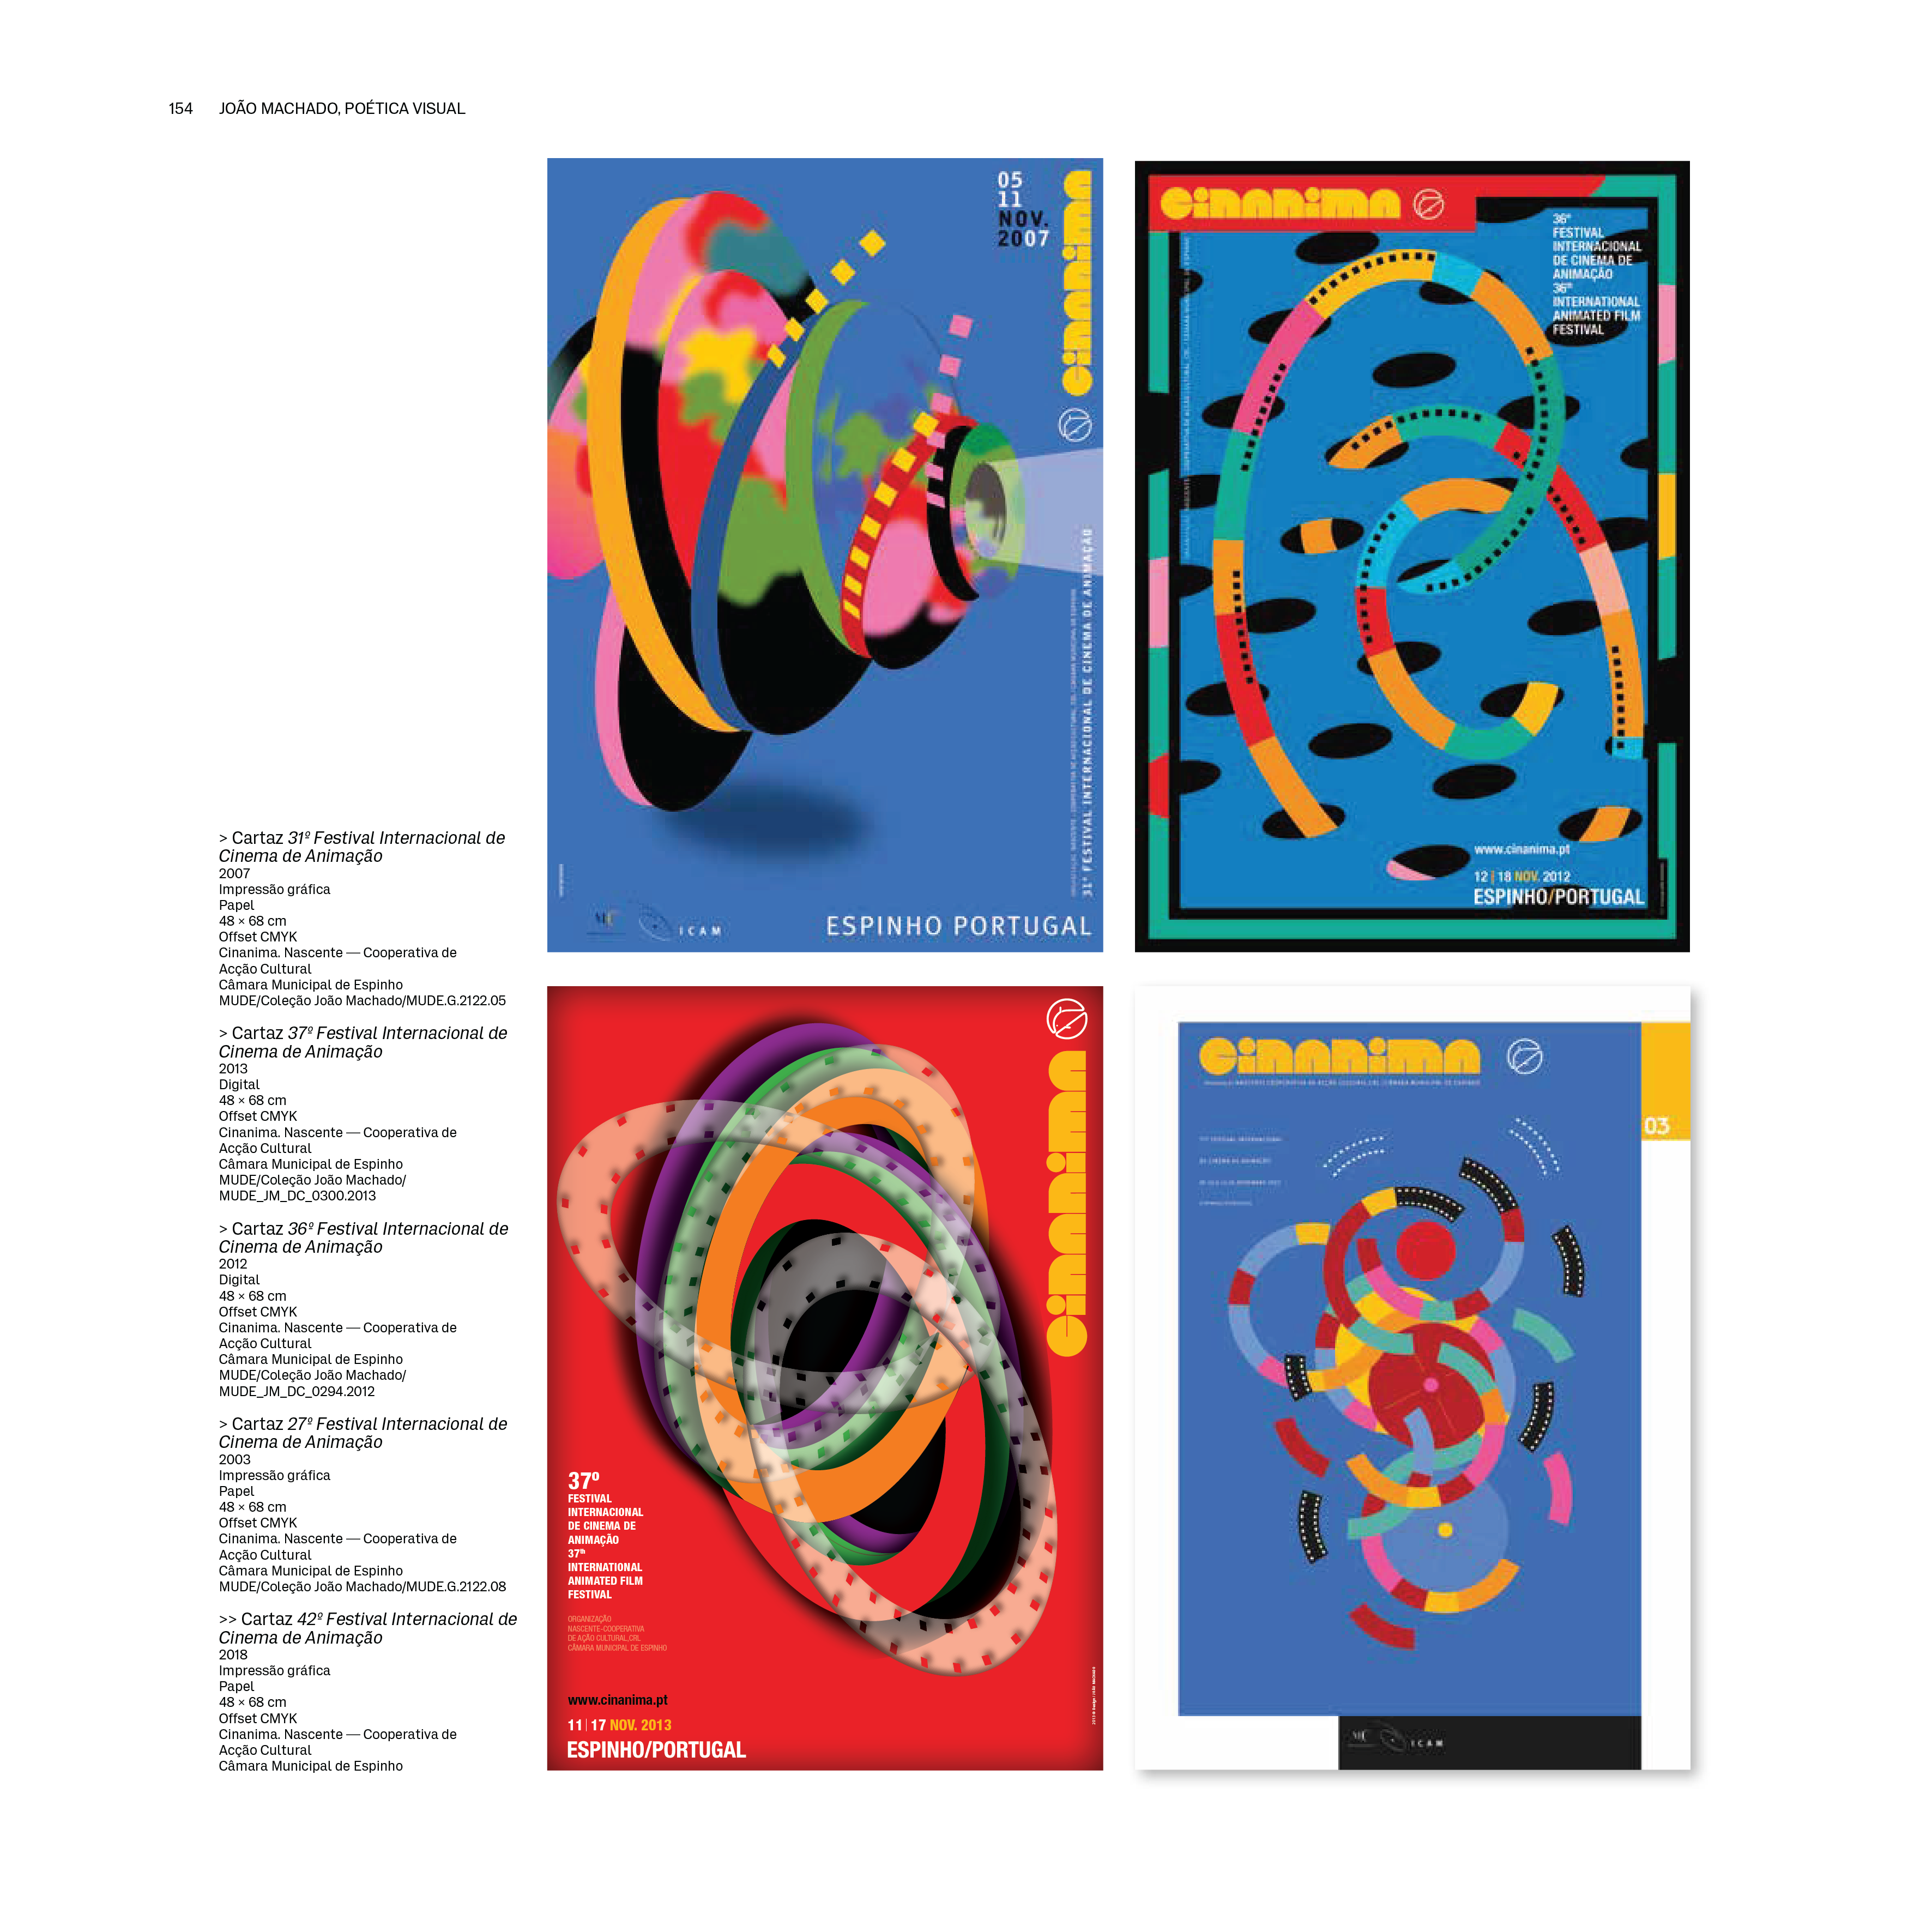 154 JOÃO MACHADO, POÉTICA VISUAL
> Cartaz 31º Festival Internacional de
Cinema de Animação
2007
Impressão gráfica
Papel
48 × 68 cm
Offset CMYK
Cinanima. Nascente — Cooperativa de
Acção Cultural
Câmara Municipal de Espinho
MUDE/Coleção João Machado/MUDE.G.2122.05
> Cartaz 37º Festival Internacional de
Cinema de Animação
2013
Digital
48 × 68 cm
Offset CMYK
Cinanima. Nascente — Cooperativa de
Acção Cultural
Câmara Municipal de Espinho
MUDE/Coleção João Machado/
MUDE_JM_DC_0300.2013
> Cartaz 36º Festival Internacional de
Cinema de Animação
2012
Digital
48 × 68 cm
Offset CMYK
Cinanima. Nascente — Cooperativa de
Acção Cultural
Câmara Municipal de Espinho
MUDE/Coleção João Machado/
MUDE_JM_DC_0294.2012
> Cartaz 27º Festival Internacional de
Cinema de Animação
2003
Impressão gráfica
Papel
48 × 68 cm
Offset CMYK
Cinanima. Nascente — Cooperativa de
Acção Cultural
Câmara Municipal de Espinho
MUDE/Coleção João Machado/MUDE.G.2122.08
>> Cartaz 42º Festival Internacional de
Cinema de Animação
2018
Impressão gráfica
Papel
48 × 68 cm
Offset CMYK
Cinanima. Nascente — Cooperativa de
Acção Cultural
Câmara Municipal de Espinho
05
11
NOV.
2007
CINANIMA
31º FESTIVAL INTERNACIONAL DE CINEMA DE ANIMAÇÃO
ICAM
ESPINHO PORTUGAL
CINANIMA
36º
FESTIVAL
INTERNACIONAL
DE CINEMA DE
ANIMAÇÃO
36th
INTERNATIONAL
ANIMATED FILM
FESTIVAL
www.cinanima.pt
12 | 18 NOV. 2012
ESPINHO/PORTUGAL
CINANIMA
37º
FESTIVAL
INTERNACIONAL
DE CINEMA DE
ANIMAÇÃO
37th
INTERNATIONAL
ANIMATED FILM
FESTIVAL
ORGANIZAÇÃO
NASCENTE-COOPERATIVA
DE AÇÃO CULTURAL,CRL
CÂMARA MUNICIPAL DE ESPINHO
www.cinanima.pt
11 | 17 NOV. 2013
ESPINHO/PORTUGAL
CINANIMA
03
ICAM